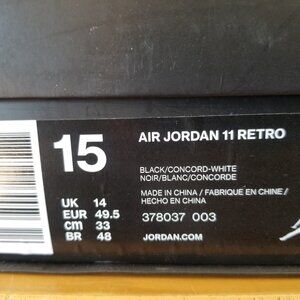 15
AIR JORDAN 11 RETRO
BLACK/CONCORD-WHITE
NOIR/BLANC/CONCORDE
MADE IN CHINA / FABRIQUE EN CHINE /
HECHO EN CHINA
UK 14
EUR 49.5
cm 33
BR 48
378037 003
JORDAN.COM